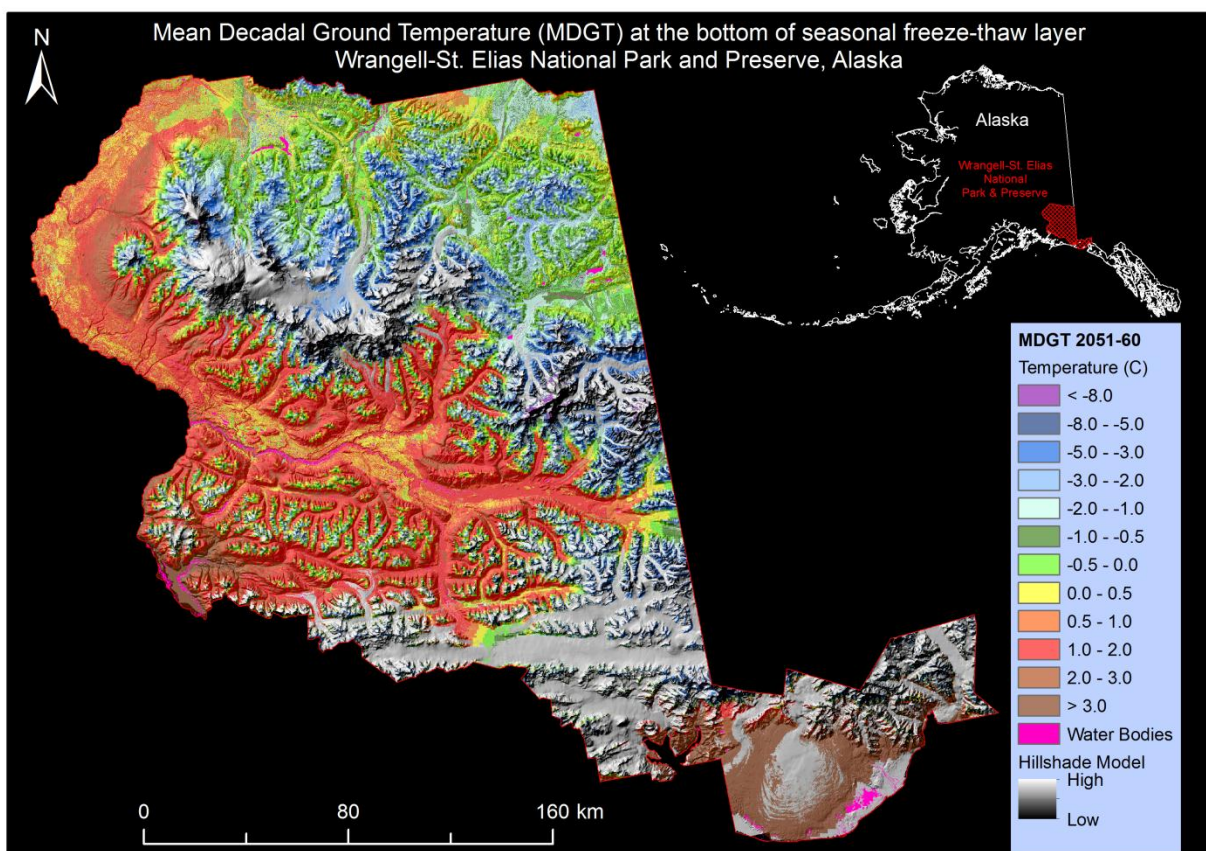 Mean Decadal Ground Temperature (MDGT) at the bottom of seasonal freeze-thaw layer
Wrangell-St. Elias National Park and Preserve, Alaska
N
Alaska
Wrangell-St. Elias
National
Park & Preserve
MDGT 2051-60
Temperature (C)
< -8.0
-8.0 - -5.0
-5.0 - -3.0
-3.0 - -2.0
-2.0 - -1.0
-1.0 - -0.5
-0.5 - 0.0
0.0 - 0.5
0.5 - 1.0
1.0 - 2.0
2.0 - 3.0
> 3.0
Water Bodies
Hillshade Model
High
Low
0 80 160 km